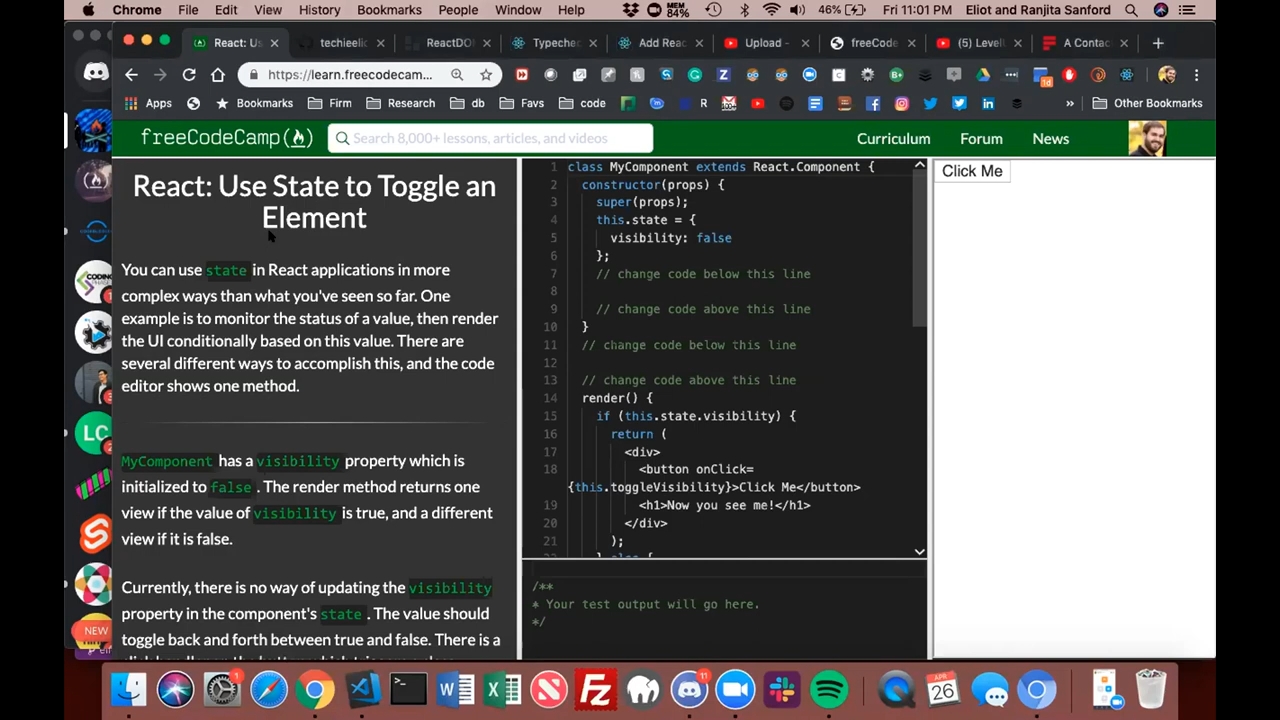 Chrome File Edit View History Bookmarks People Window Help MEM 84% 46% Fri 11:01 PM Eliot and Ranjita Sanford
React: Us techieelic ReactDON Typechec Add Reac Upload - freeCode (5) LevelU A Contac
https://learn.freecodecam...
Apps Bookmarks Firm Research db Favs code R 100+ Other Bookmarks
freeCodeCamp Search 8,000+ lessons, articles, and videos Curriculum Forum News
React: Use State to Toggle an
Element
You can use state in React applications in more
complex ways than what you've seen so far. One
example is to monitor the status of a value, then render
the UI conditionally based on this value. There are
several different ways to accomplish this, and the code
editor shows one method.
MyComponent has a visibility property which is
initialized to false . The render method returns one
view if the value of visibility is true, and a different
view if it is false.
Currently, there is no way of updating the visibility
property in the component's state . The value should
toggle back and forth between true and false. There is a
1 class MyComponent extends React.Component {
2 constructor(props) {
3 super(props);
4 this.state = {
5 visibility: false
6 };
7 // change code below this line
8
9 // change code above this line
10 }
11 // change code below this line
12
13 // change code above this line
14 render() {
15 if (this.state.visibility) {
16 return (
17 <div>
18 <button onClick=
{this.toggleVisibility}>Click Me</button>
19 <h1>Now you see me!</h1>
20 </div>
21 );
22 } else {
/**
* Your test output will go here.
*/
Click Me
LC
NEW
APR
26
11